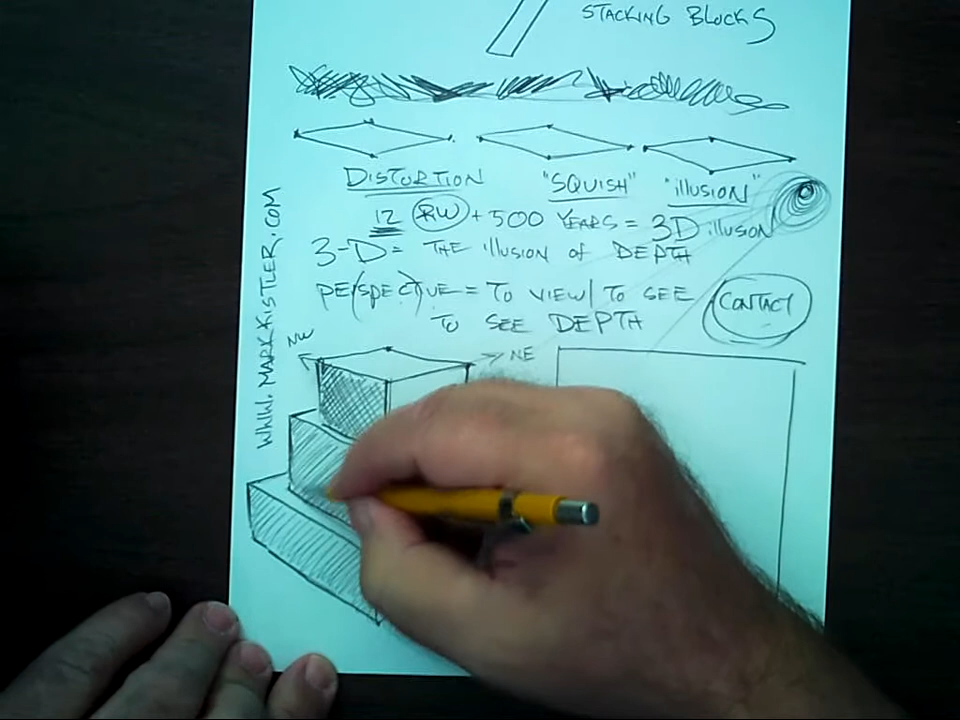 STACKING BLOCKS
DISTORTION "SQUISH" "illUSiON"
12 RW + 500 YEARS = 3D illUSiON
3-D = THE illUSiON OF DEPTH
PERSPECTIVE = TO VIEW / TO SEE
TO SEE DEPTH
CONTACT
NW
NE
WWW.MARKKISTLER.COM